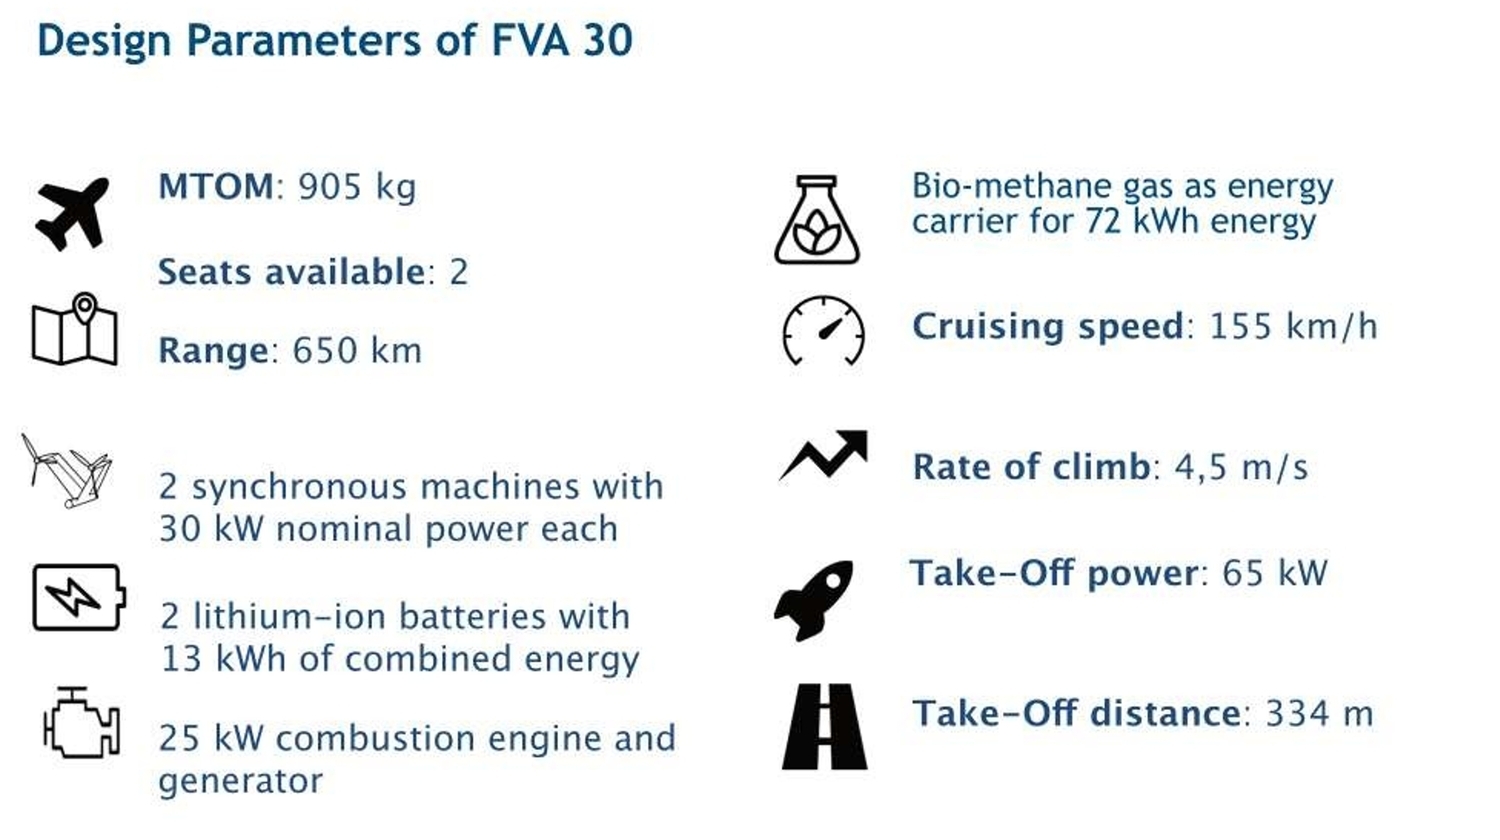 Design Parameters of FVA 30
MTOM: 905 kg
Seats available: 2
Range: 650 km
2 synchronous machines with
30 kW nominal power each
2 lithium-ion batteries with
13 kWh of combined energy
25 kW combustion engine and
generator
Bio-methane gas as energy
carrier for 72 kWh energy
Cruising speed: 155 km/h
Rate of climb: 4,5 m/s
Take-Off power: 65 kW
Take-Off distance: 334 m